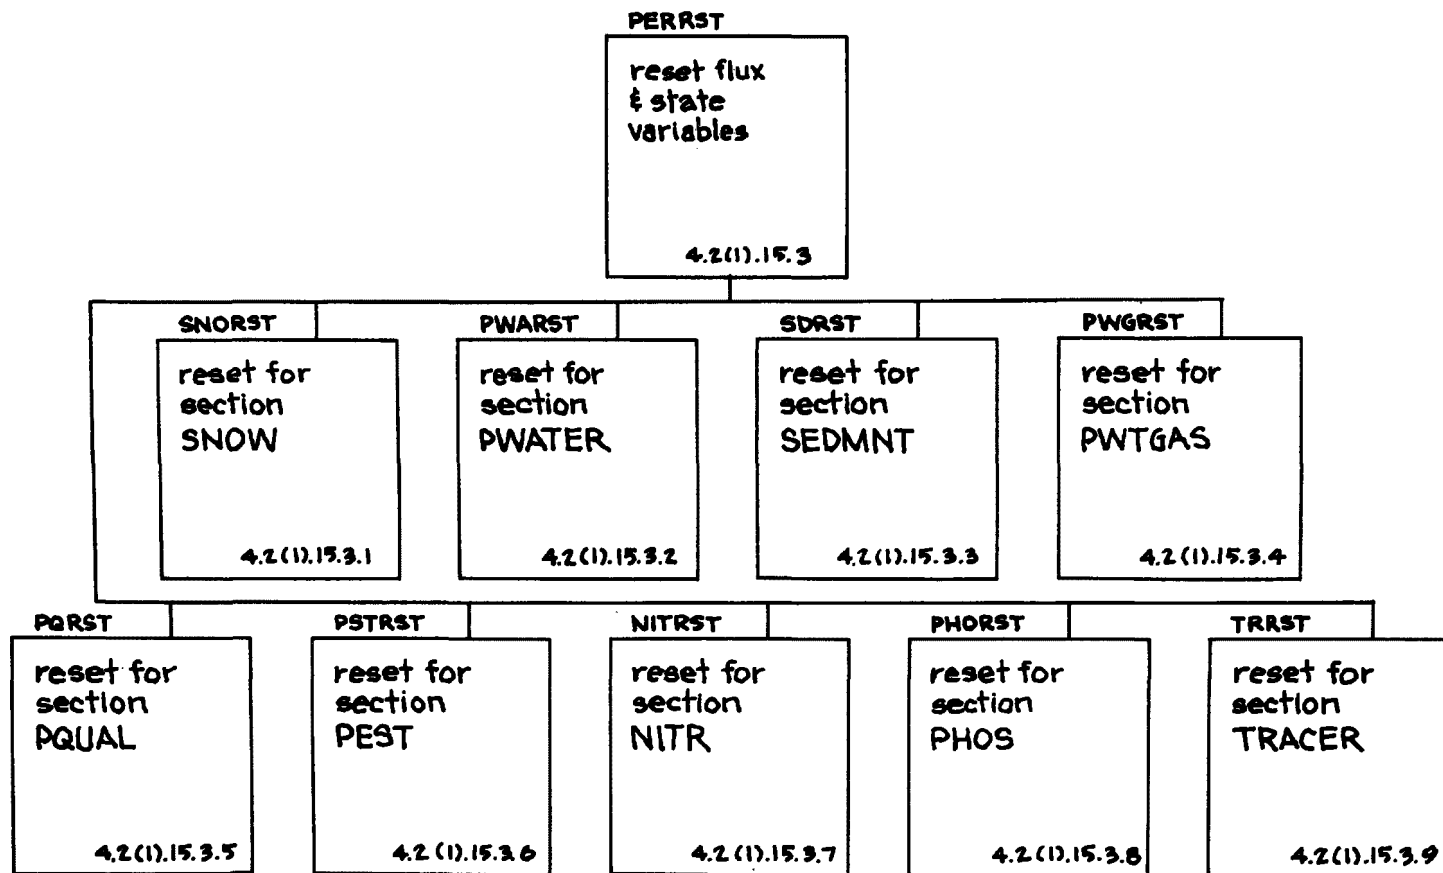 PERRST
reset flux
& state
variables
4.2(1).15.3
SNORST
reset for
section
SNOW
4.2(1).15.3.1
PWARST
reset for
section
PWATER
4.2(1).15.3.2
SDRST
reset for
section
SEDMNT
4.2(1).15.3.3
PWGRST
reset for
section
PWTGAS
4.2(1).15.3.4
PQRST
reset for
section
PQUAL
4.2(1).15.3.5
PSTRST
reset for
section
PEST
4.2(1).15.3.6
NITRST
reset for
section
NITR
4.2(1).15.3.7
PHORST
reset for
section
PHOS
4.2(1).15.3.8
TRRST
reset for
section
TRACER
4.2(1).15.3.9